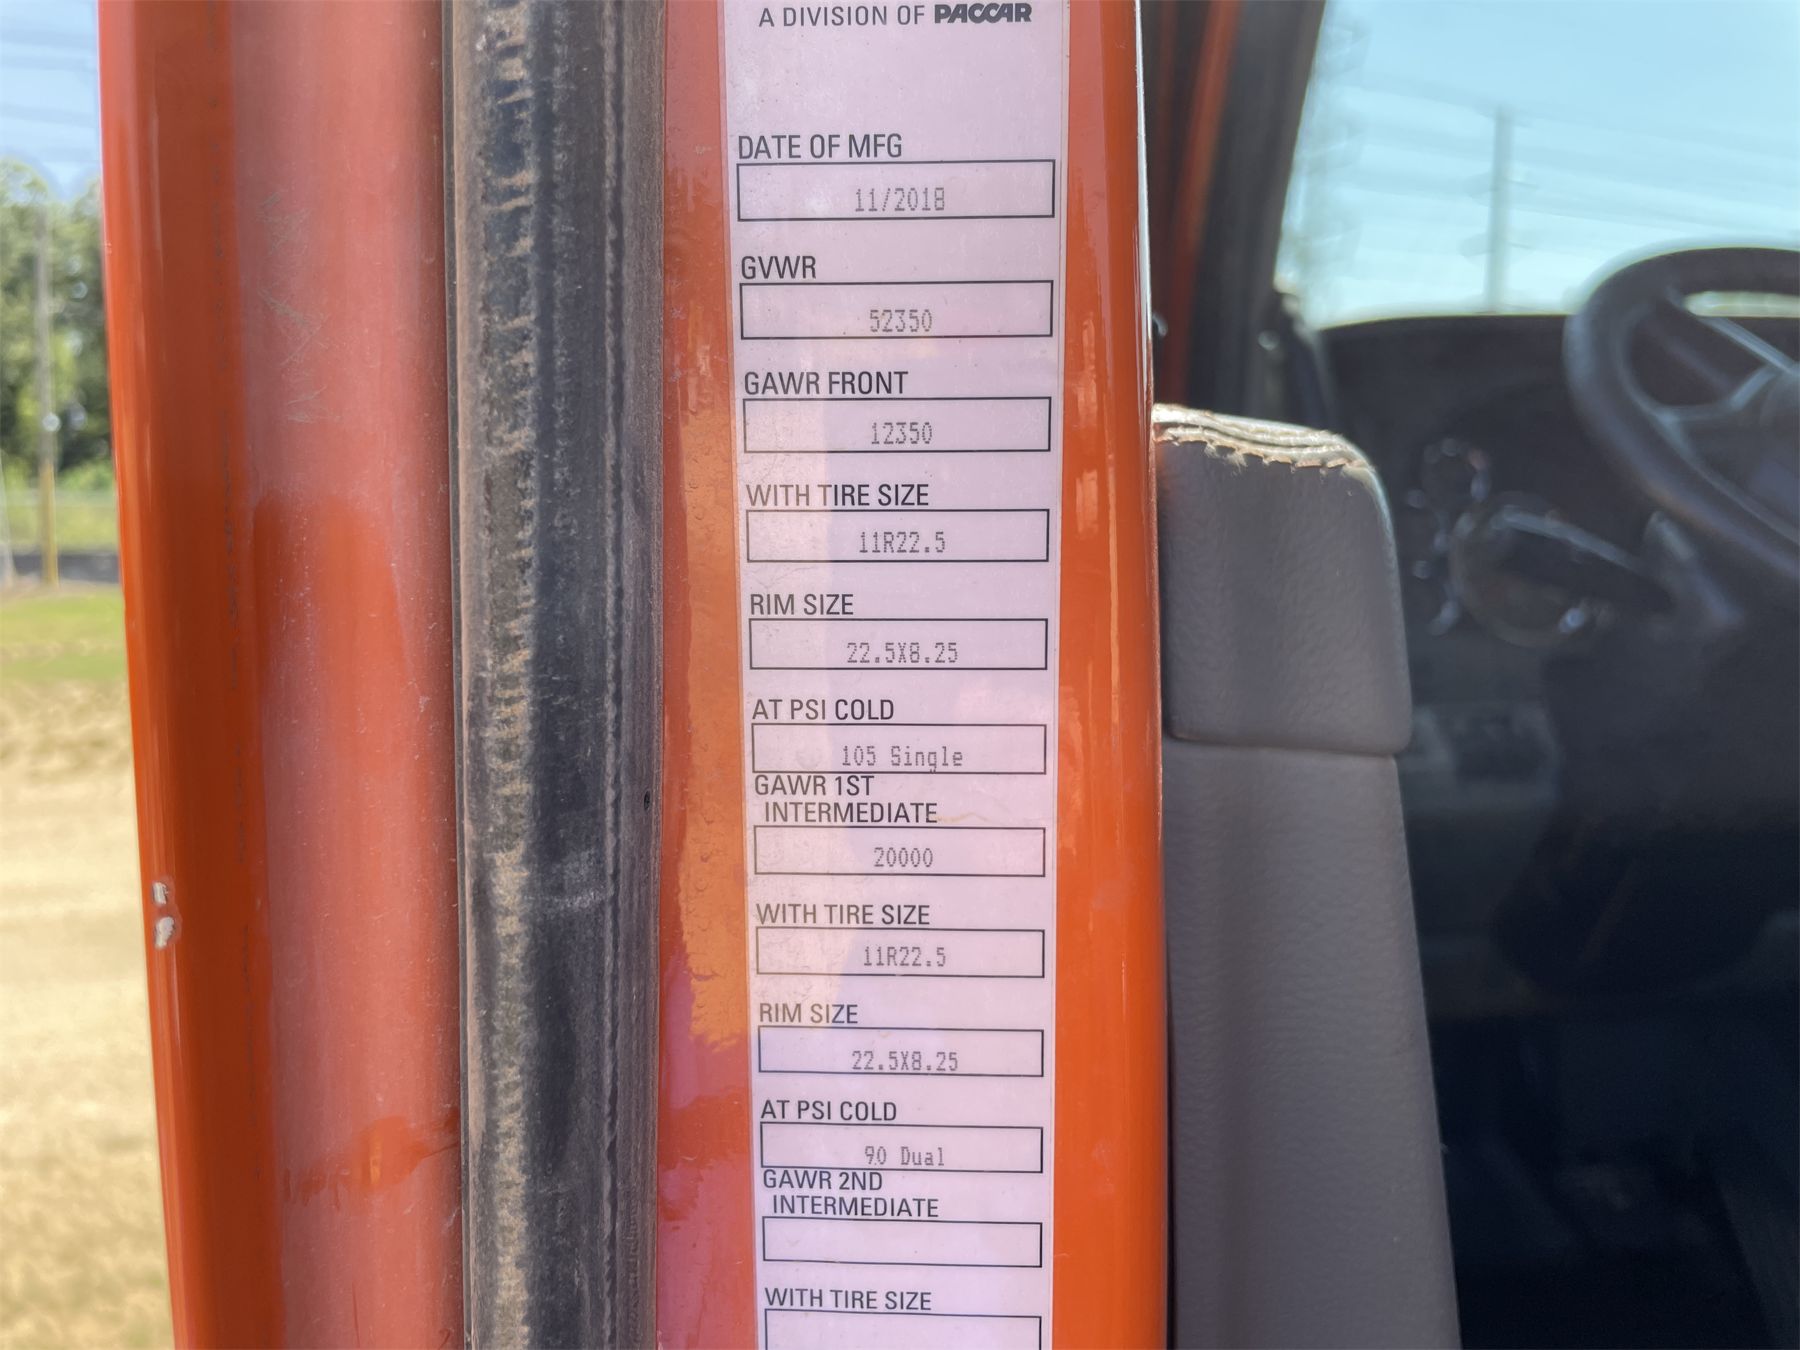 A DIVISION OF PACCAR
DATE OF MFG
11/2018
GVWR
52350
GAWR FRONT
12350
WITH TIRE SIZE
11R22.5
RIM SIZE
22.5X8.25
AT PSI COLD
105 Single
GAWR 1ST
INTERMEDIATE
20000
WITH TIRE SIZE
11R22.5
RIM SIZE
22.5X8.25
AT PSI COLD
90 Dual
GAWR 2ND
INTERMEDIATE
WITH TIRE SIZE